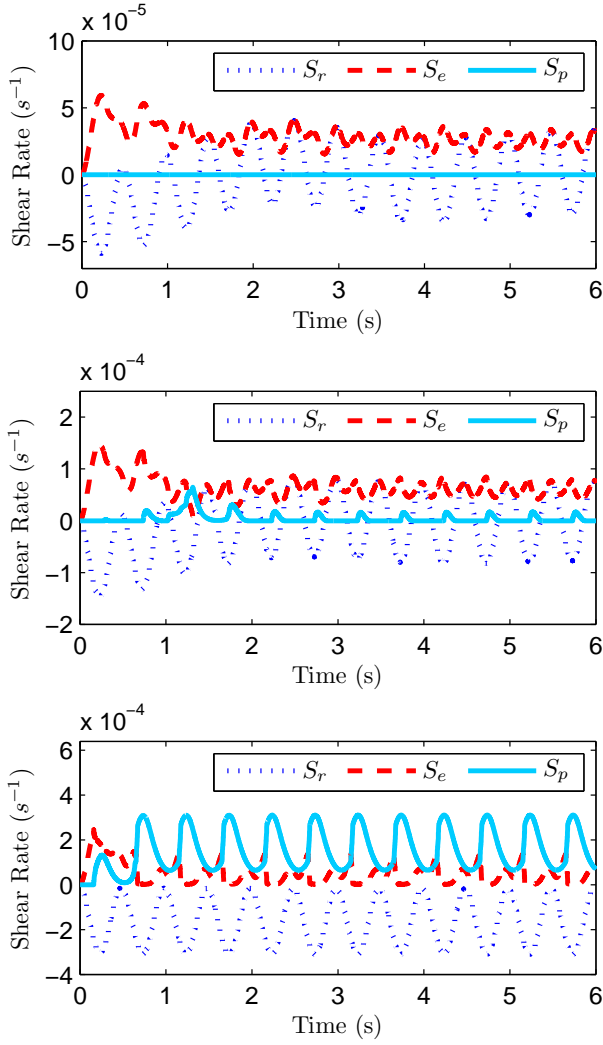 x 10⁻⁵
10
S_r S_e S_p
5
0
−5
Shear Rate (s⁻¹)
0 1 2 3 4 5 6
Time (s)
x 10⁻⁴
2
S_r S_e S_p
1
0
−1
−2
Shear Rate (s⁻¹)
0 1 2 3 4 5 6
Time (s)
x 10⁻⁴
6
S_r S_e S_p
4
2
0
−2
−4
Shear Rate (s⁻¹)
0 1 2 3 4 5 6
Time (s)